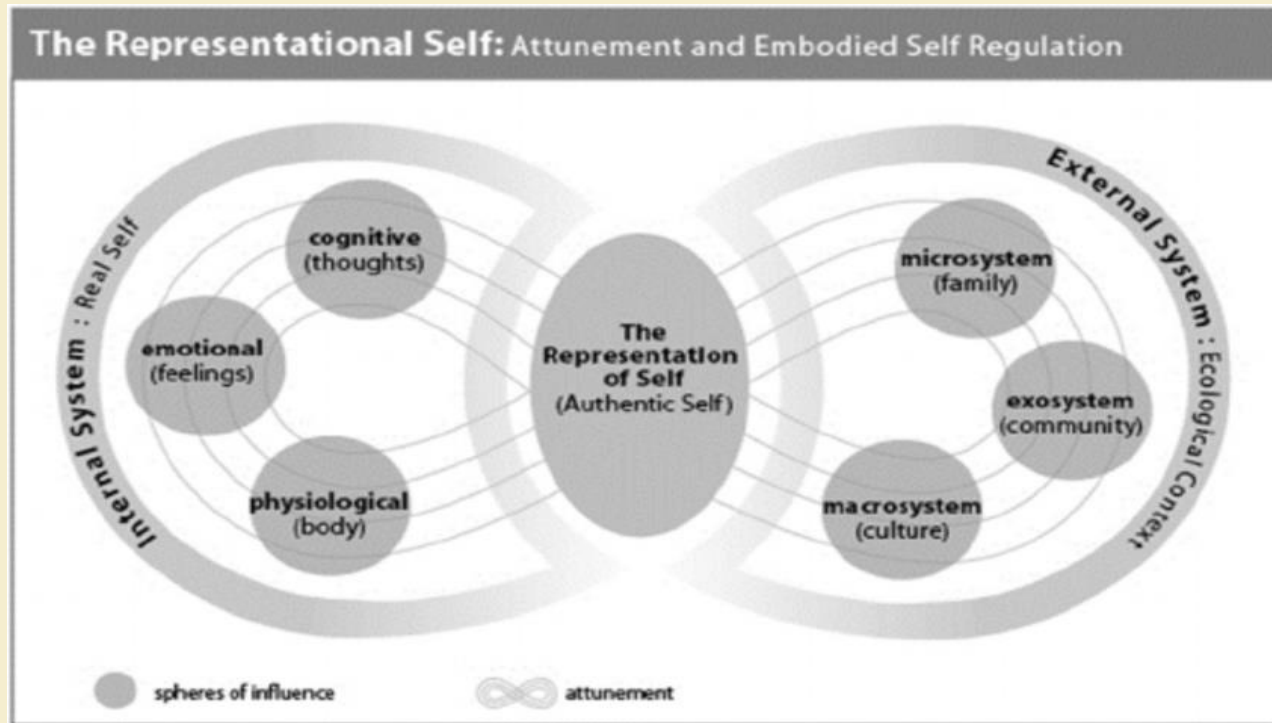 The Representational Self: Attunement and Embodied Self Regulation
Internal System : Real Self
cognitive
(thoughts)
emotional
(feelings)
physiological
(body)
The
Representation
of Self
(Authentic Self)
External System : Ecological Context
microsystem
(family)
exosystem
(community)
macrosystem
(culture)
spheres of influence
attunement